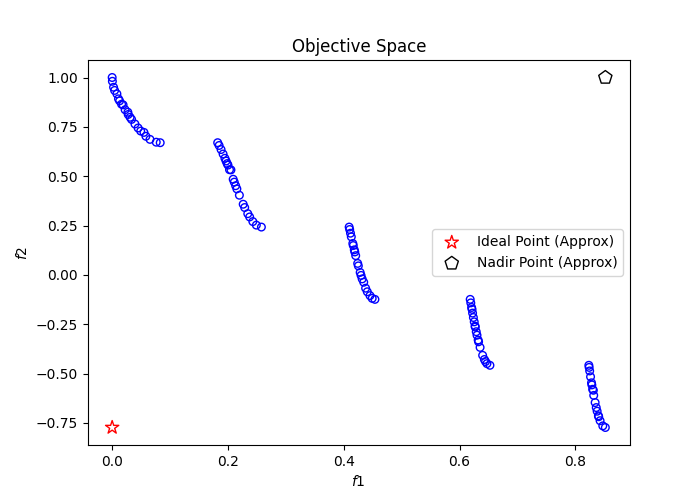 Objective Space
1.00
0.75
0.50
0.25
0.00
−0.25
−0.50
−0.75
f2
Ideal Point (Approx)
Nadir Point (Approx)
0.0 0.2 0.4 0.6 0.8
f1